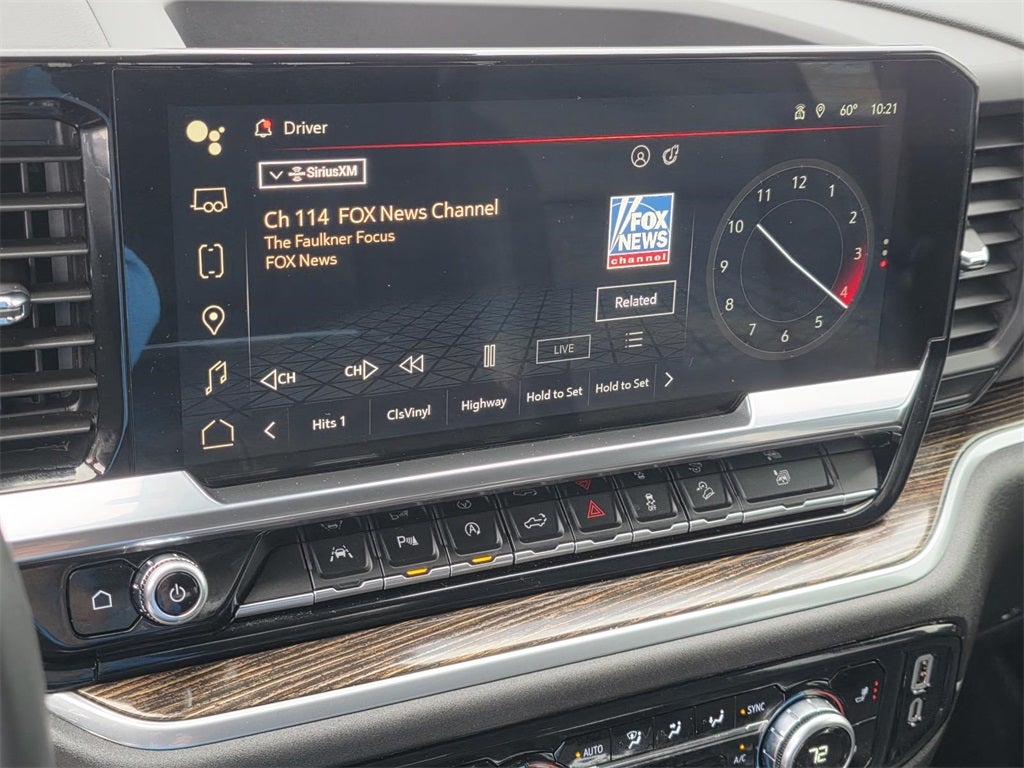 Driver
60° 10:21
SiriusXM
Ch 114 FOX News Channel
The Faulkner Focus
FOX News
FOX
NEWS
channel
Related
12
1
2
3
4
5
6
7
8
9
10
11
CH
CH
LIVE
Hits 1
ClsVinyl
Highway
Hold to Set
Hold to Set
P
A
OFF
AUTO
SYNC
A/C
72